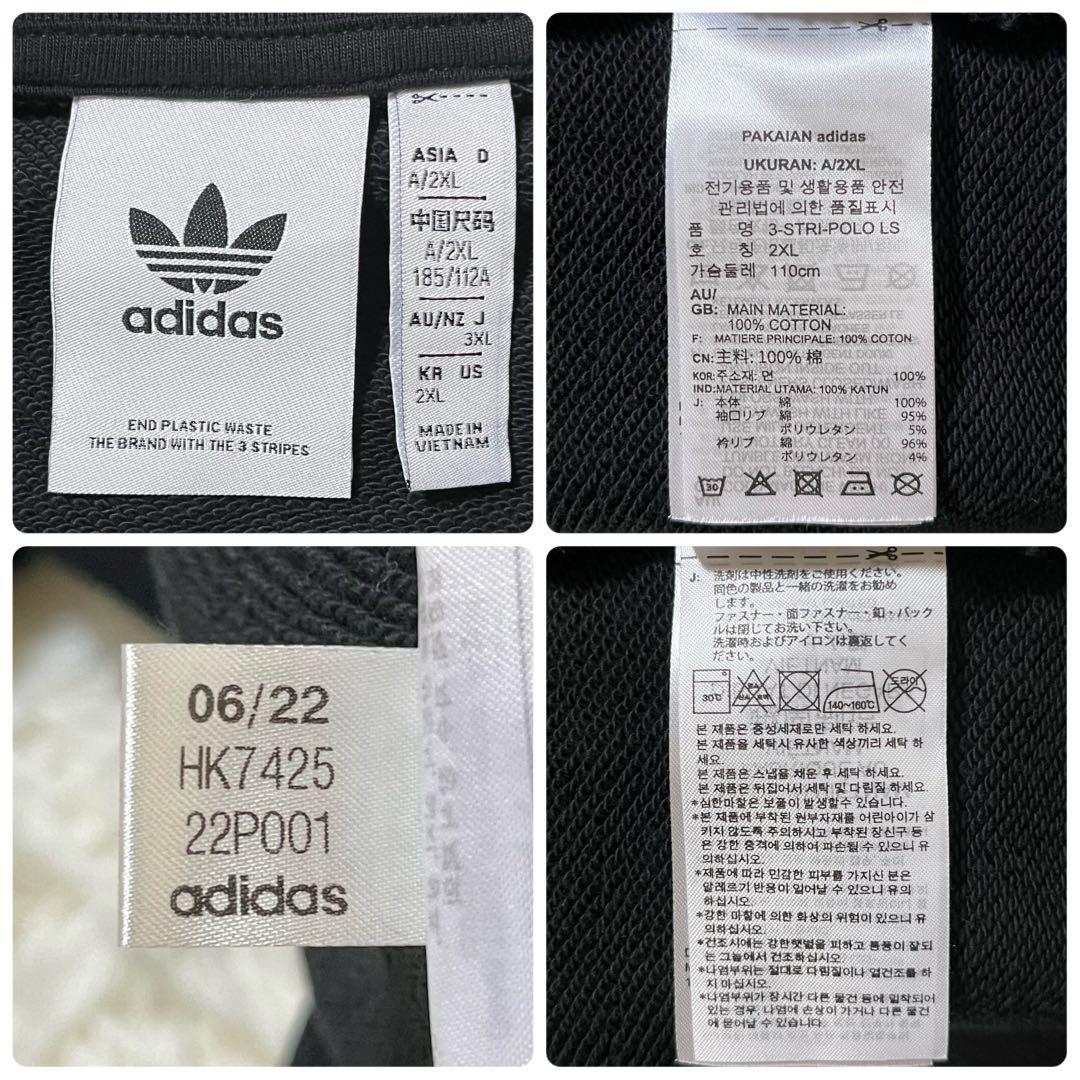 adidas
END PLASTIC WASTE
THE BRAND WITH THE 3 STRIPES
ASIA D
A/2XL
中国尺码
A/2XL
185/112A
AU/NZ J
3XL
KR US
2XL
MADE IN
VIETNAM
PAKAIAN adidas
UKURAN: A/2XL
전기용품 및 생활용품 안전
관리법에 의한 품질표시
품 명 3-STRI-POLO LS
호 칭 2XL
가슴둘레 110cm
AU/
GB: MAIN MATERIAL:
100% COTTON
F: MATIERE PRINCIPALE: 100% COTON
CN: 主料: 100% 棉
KOR: 주소재: 면 100%
IND: MATERIAL UTAMA: 100% KATUN
J: 本体 綿 100%
袖口リブ 綿 95%
ポリウレタン 5%
衿リブ 綿 96%
ポリウレタン 4%
30
06/22
HK7425
22P001
adidas
J: 洗剤は中性洗剤をご使用ください。
同色の製品と一緒の洗濯をお勧め
します。
ファスナー・面ファスナー・釦・バック
ルは閉じてお洗い下さい。
洗濯時およびアイロンは裏返してく
ださい。
30℃ 140~160℃ 드라이
본 제품은 중성세제로만 세탁 하세요.
본 제품을 세탁시 유사한 색상끼리 세탁 하
세요.
본 제품은 스냅을 채운 후 세탁 하세요.
본 제품은 뒤집어서 세탁 및 다림질 하세요.
*심한마찰은 보풀이 발생할수 있습니다.
*본 제품에 부착된 원부자재를 어린아이가 삼
키지 않도록 주의하시고 부착된 장신구 등
은 강한 충격에 의하여 파손될 수 있으니 유
의하십시오.
*제품에 따라 민감한 피부를 가지신 분은
알레르기 반응이 일어날 수 있으니 유의
하십시오.
*강한 마찰에 의한 화상의 위험이 있으니 유
의하십시오.
*건조시에는 강한햇볕을 피하고 통풍이 잘되
는 그늘에서 건조하십시오
*나염부위는 절대로 다림질이나 열건조를 하
지 마십시오.
*나염부위가 장시간 다른 물건 등에 밀착되어
있는 경우, 나염에 손상이 가거나 다른 물건
에 묻어날 수 있습니다.